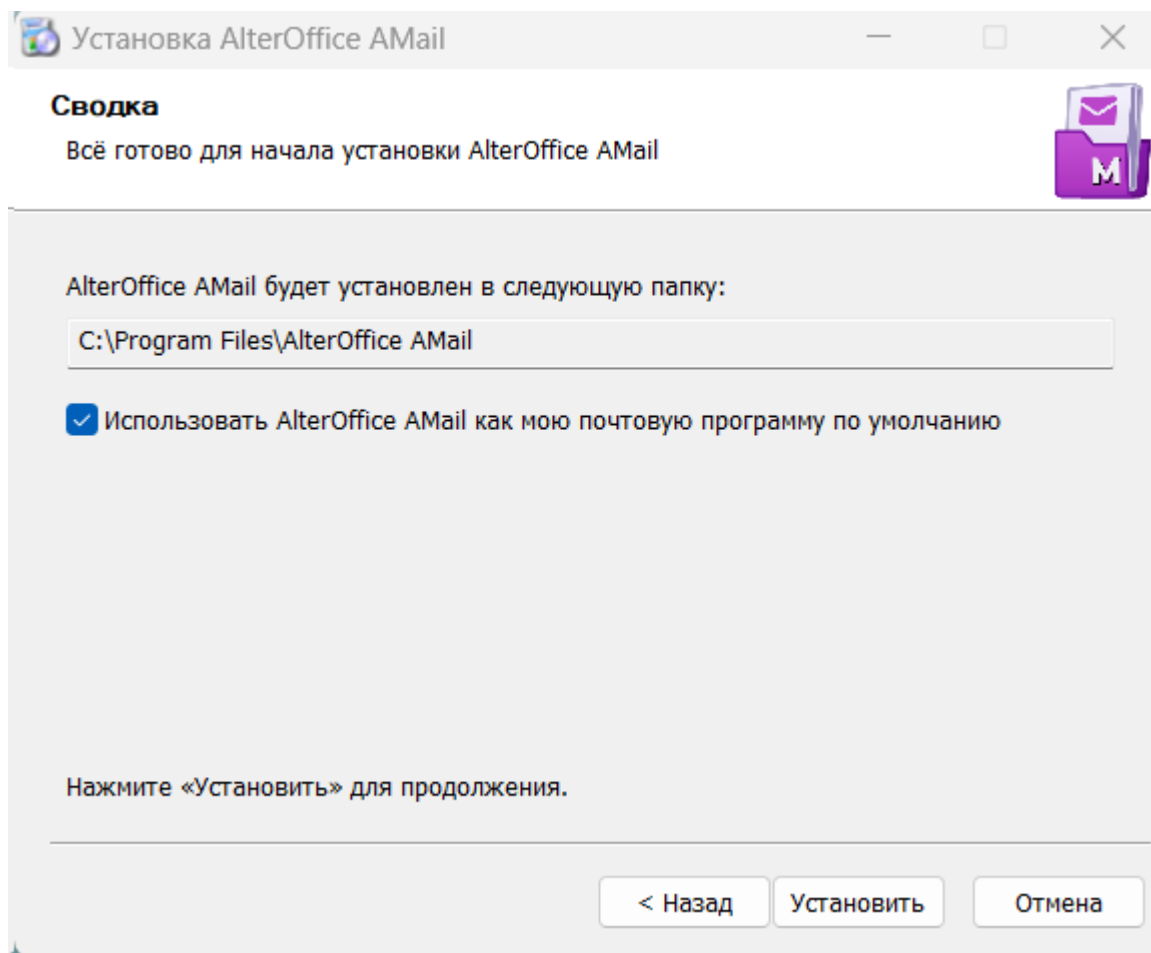 Установка AlterOffice AMail
Сводка
Всё готово для начала установки AlterOffice AMail
M
AlterOffice AMail будет установлен в следующую папку:
C:\Program Files\AlterOffice AMail
Использовать AlterOffice AMail как мою почтовую программу по умолчанию
Нажмите «Установить» для продолжения.
< Назад
Установить
Отмена